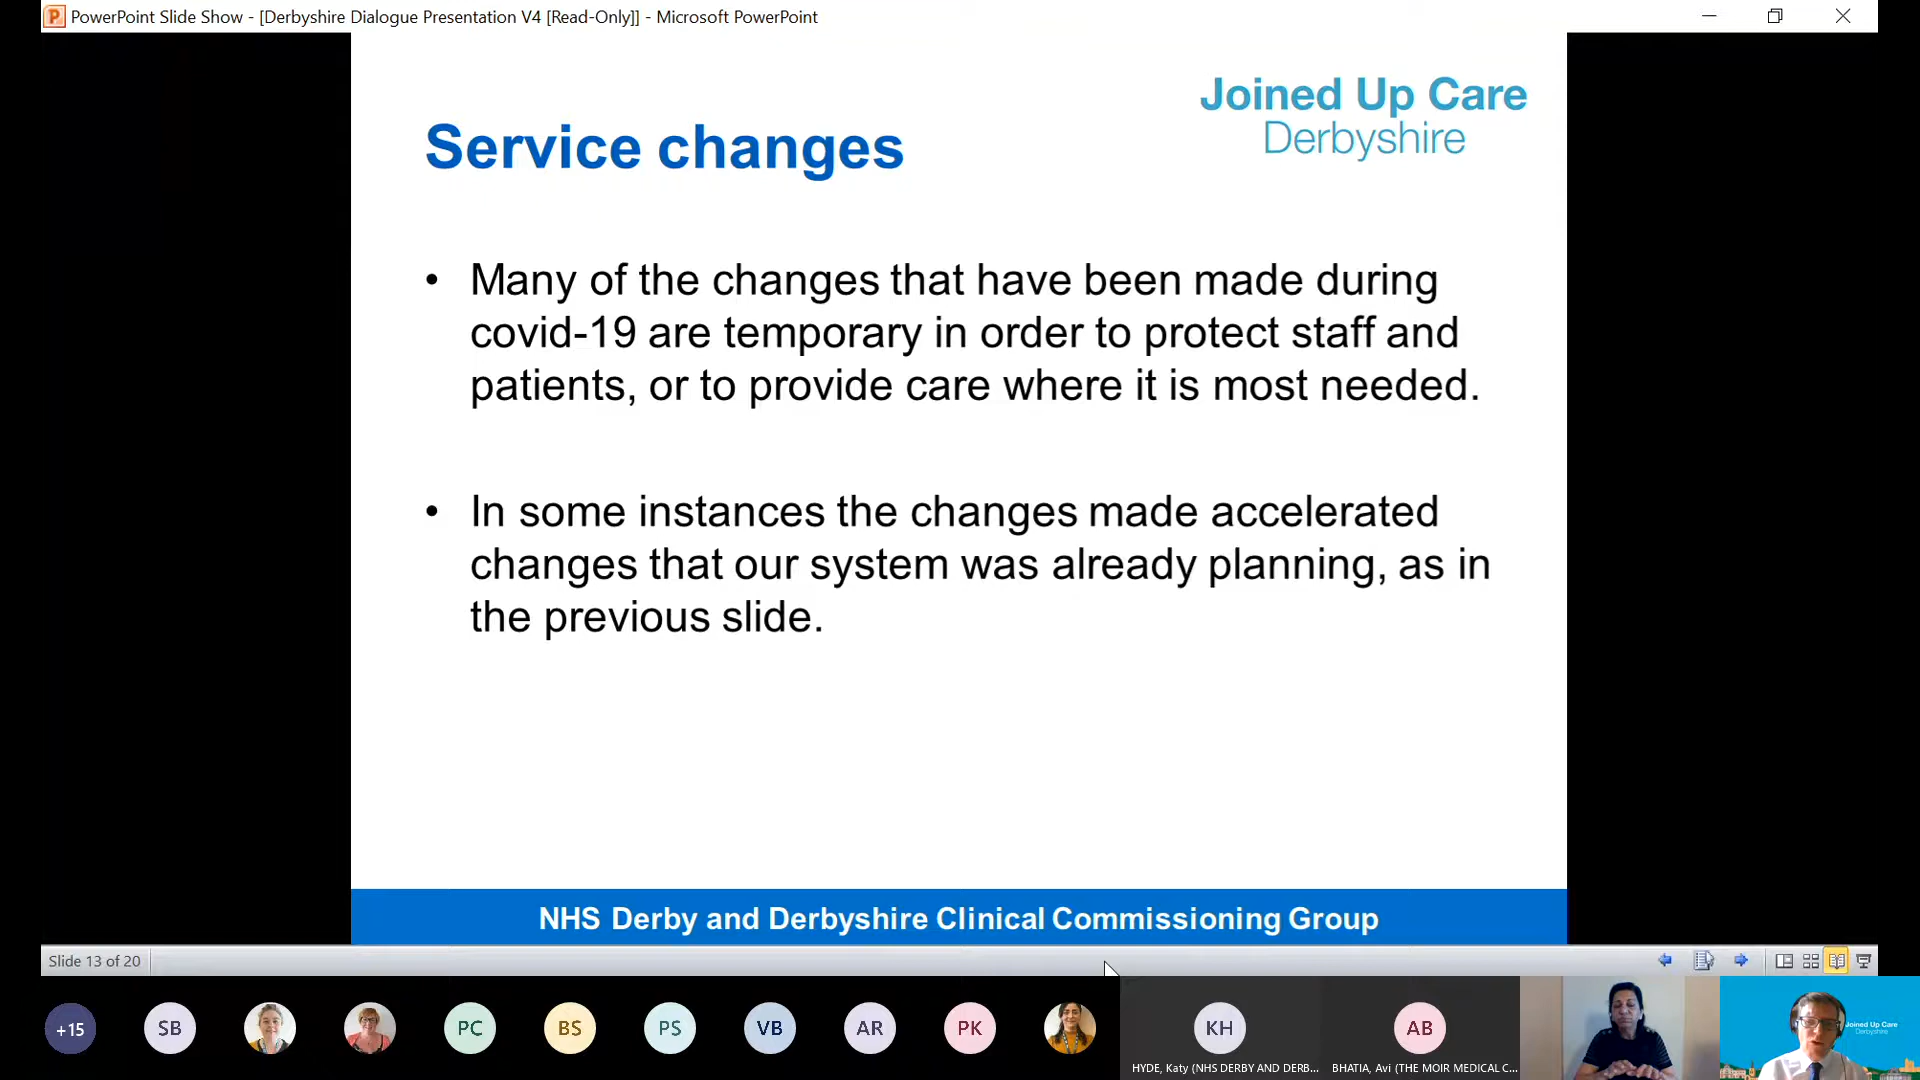 PowerPoint Slide Show - [Derbyshire Dialogue Presentation V4 [Read-Only]] - Microsoft PowerPoint
Joined Up Care
Derbyshire
Service changes
• Many of the changes that have been made during
covid-19 are temporary in order to protect staff and
patients, or to provide care where it is most needed.
• In some instances the changes made accelerated
changes that our system was already planning, as in
the previous slide.
NHS Derby and Derbyshire Clinical Commissioning Group
Slide 13 of 20
+15
SB
PC
BS
PS
VB
AR
PK
KH
AB
HYDE, Katy (NHS DERBY AND DERB...
BHATIA, Avi (THE MOIR MEDICAL C...
Joined Up Care
Derbyshire